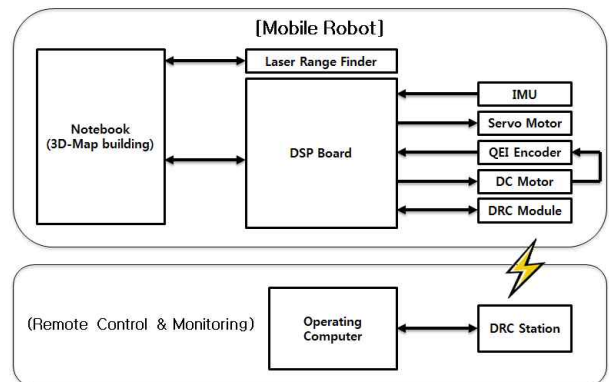 [Mobile Robot]
Laser Range Finder
Notebook
(3D-Map building)
DSP Board
IMU
Servo Motor
QEI Encoder
DC Motor
DRC Module
(Remote Control & Monitoring)
Operating
Computer
DRC Station